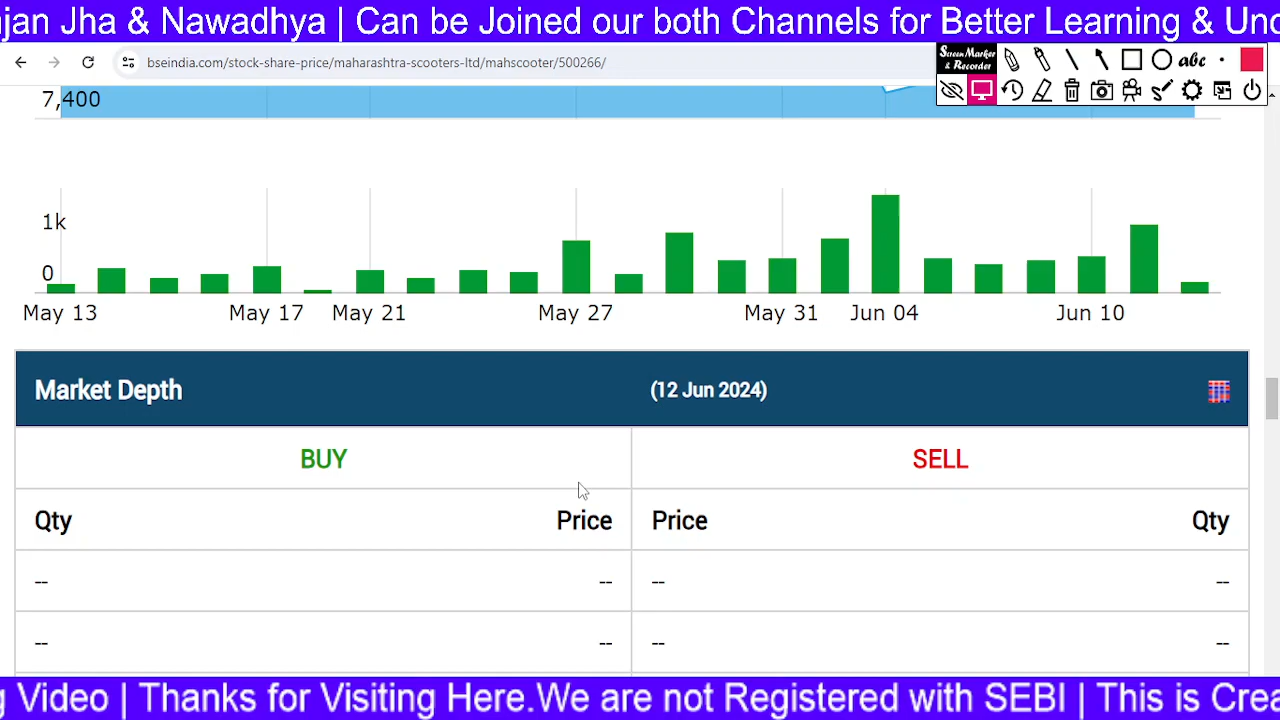 jan Jha & Nawadhya | Can be Joined our both Channels for Better Learning & Und
bseindia.com/stock-share-price/maharashtra-scooters-ltd/mahscooter/500266/
Screen Marker & Recorder
abc
7,400
1k
0
May 13 May 17 May 21 May 27 May 31 Jun 04 Jun 10
Market Depth (12 Jun 2024)
BUY SELL
Qty Price Price Qty
-- -- -- --
-- -- -- --
g Video | Thanks for Visiting Here.We are not Registered with SEBI | This is Crea